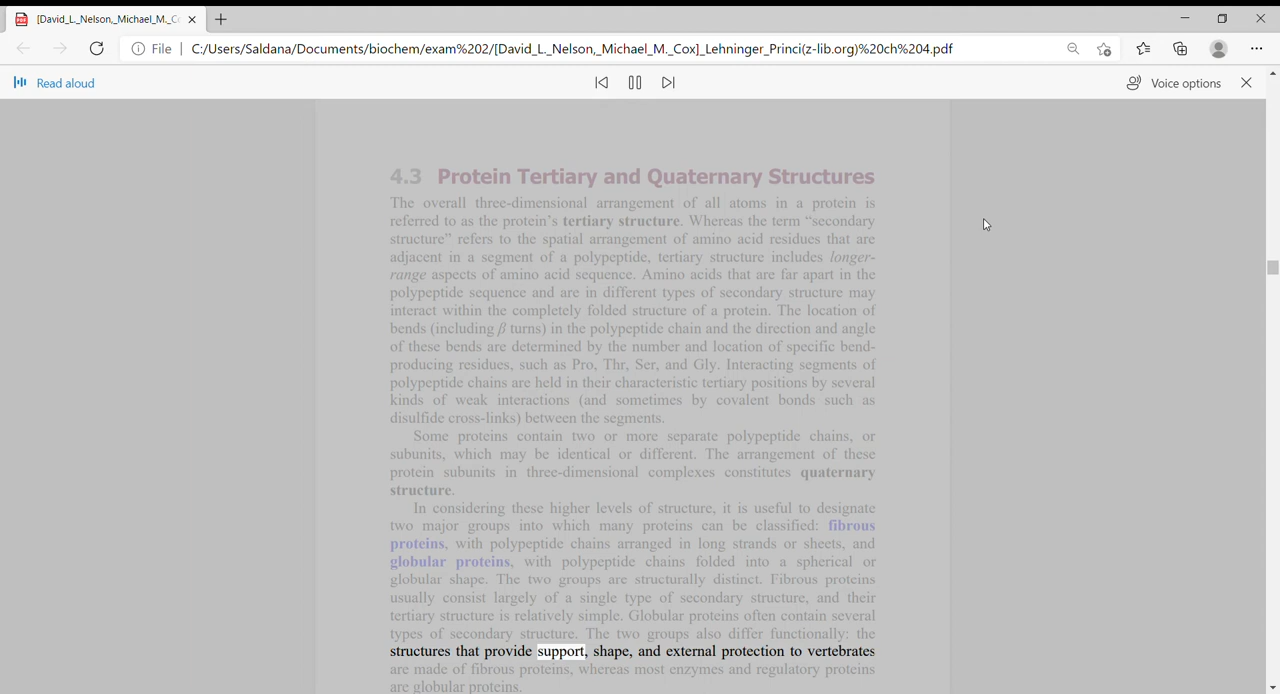 [David_L._Nelson,_Michael_M._C
File | C:/Users/Saldana/Documents/biochem/exam%202/[David_L._Nelson,_Michael_M._Cox]_Lehninger_Princi(z-lib.org)%20ch%204.pdf
Read aloud
Voice options
4.3 Protein Tertiary and Quaternary Structures
The overall three-dimensional arrangement of all atoms in a protein is
referred to as the protein's tertiary structure. Whereas the term “secondary
structure” refers to the spatial arrangement of amino acid residues that are
adjacent in a segment of a polypeptide, tertiary structure includes longer-
range aspects of amino acid sequence. Amino acids that are far apart in the
polypeptide sequence and are in different types of secondary structure may
interact within the completely folded structure of a protein. The location of
bends (including β turns) in the polypeptide chain and the direction and angle
of these bends are determined by the number and location of specific bend-
producing residues, such as Pro, Thr, Ser, and Gly. Interacting segments of
polypeptide chains are held in their characteristic tertiary positions by several
kinds of weak interactions (and sometimes by covalent bonds such as
disulfide cross-links) between the segments.
Some proteins contain two or more separate polypeptide chains, or
subunits, which may be identical or different. The arrangement of these
protein subunits in three-dimensional complexes constitutes quaternary
structure.
In considering these higher levels of structure, it is useful to designate
two major groups into which many proteins can be classified: fibrous
proteins, with polypeptide chains arranged in long strands or sheets, and
globular proteins, with polypeptide chains folded into a spherical or
globular shape. The two groups are structurally distinct. Fibrous proteins
usually consist largely of a single type of secondary structure, and their
tertiary structure is relatively simple. Globular proteins often contain several
types of secondary structure. The two groups also differ functionally: the
structures that provide support, shape, and external protection to vertebrates
are made of fibrous proteins, whereas most enzymes and regulatory proteins
are globular proteins.